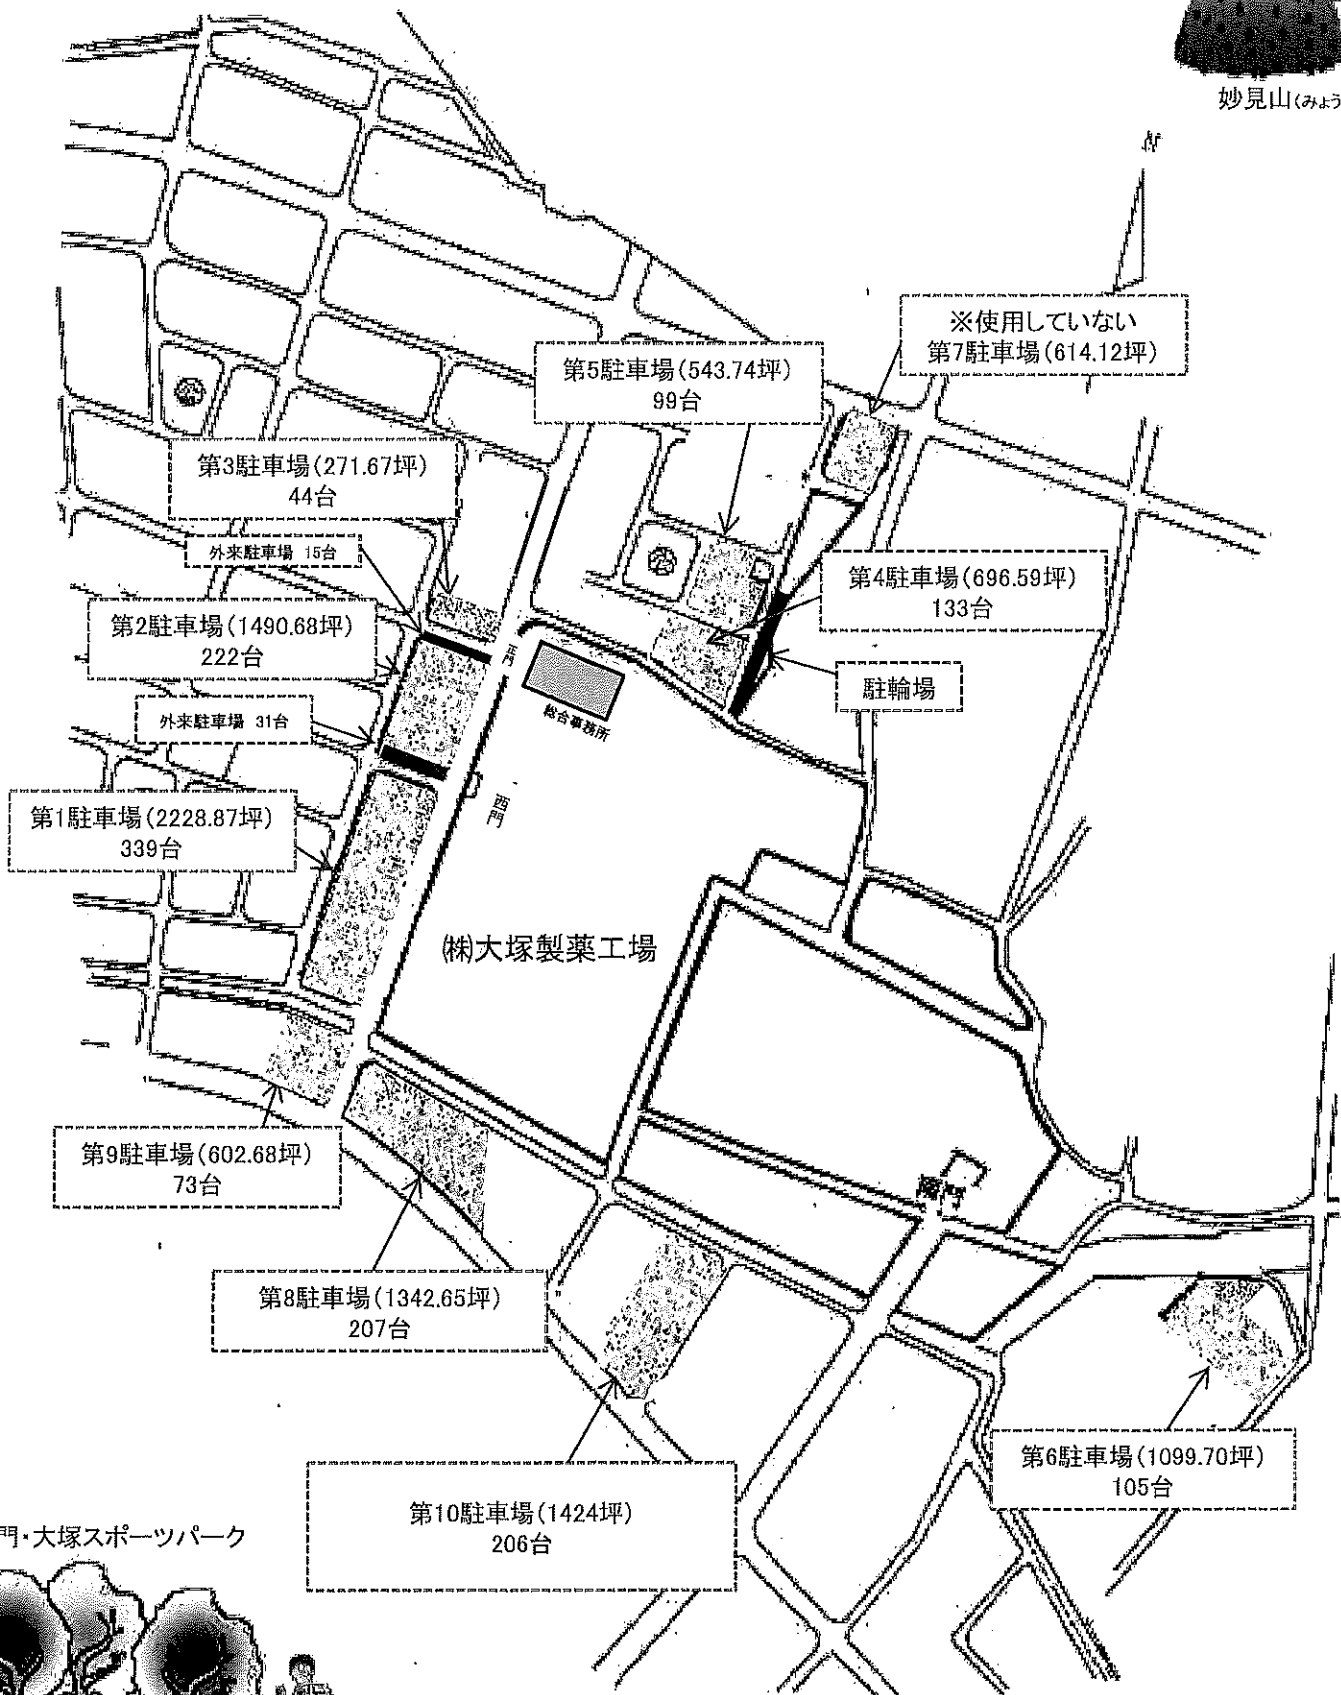 妙見山(みょう
N
※使用していない
第7駐車場(614.12坪)
第5駐車場(543.74坪)
99台
第3駐車場(271.67坪)
44台
外来駐車場 15台
第4駐車場(696.59坪)
133台
第2駐車場(1490.68坪)
222台
正門
総合事務所
駐輪場
外来駐車場 31台
西門
第1駐車場(2228.87坪)
339台
㈱大塚製薬工場
第9駐車場(602.68坪)
73台
第8駐車場(1342.65坪)
207台
第6駐車場(1099.70坪)
105台
第10駐車場(1424坪)
206台
門・大塚スポーツパーク